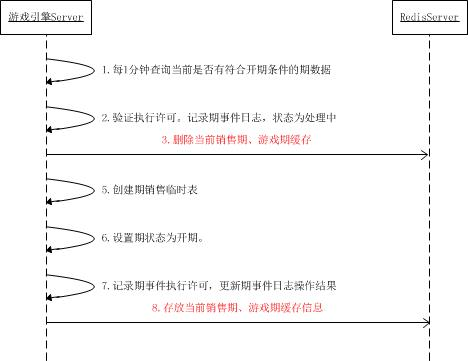 游戏引擎Server
RedisServer
1.每1分钟查询当前是否有符合开期条件的期数据
2.验证执行许可。记录期事件日志，状态为处理中
3.删除当前销售期、游戏期缓存
5.创建期销售临时表
6.设置期状态为开期。
7.记录期事件执行许可，更新期事件日志操作结果
8.存放当前销售期、游戏期缓存信息